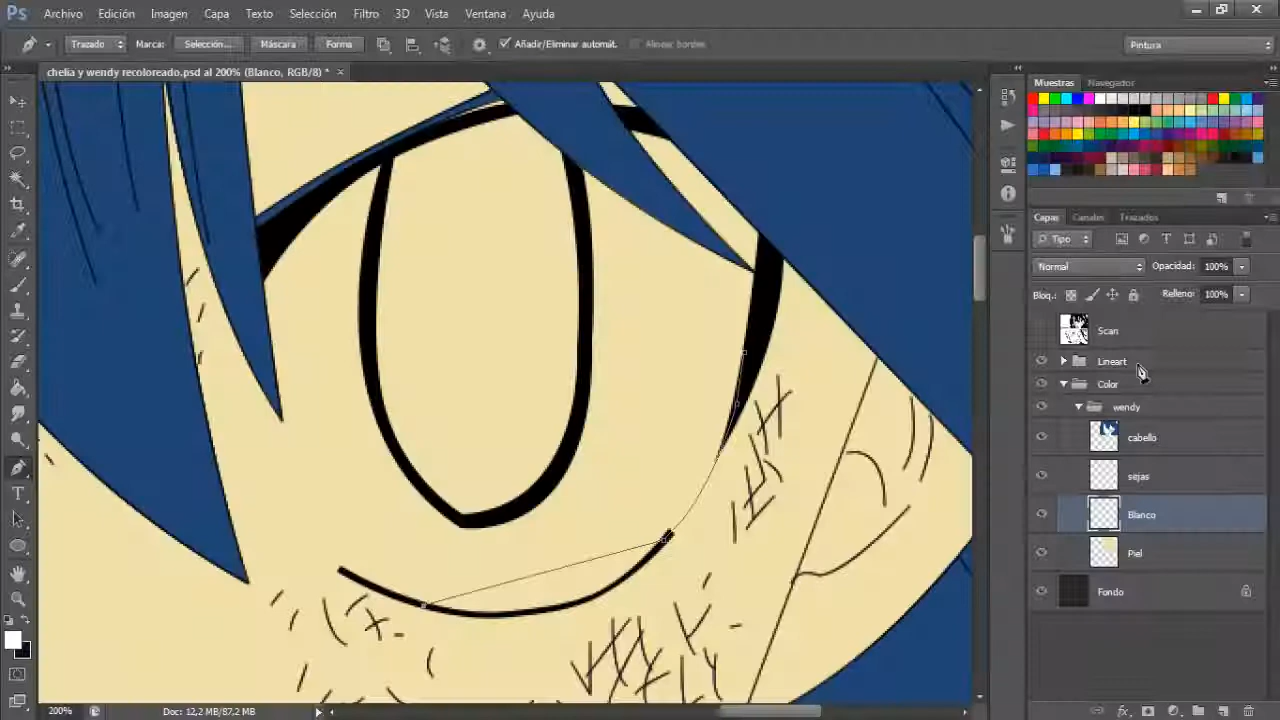 Ps Archivo Edición Imagen Capa Texto Selección Filtro 3D Vista Ventana Ayuda
Trazado Marca: Selección... Máscara Forma Añadir/Eliminar automát. Alinear bordes Pintura
chelia y wendy recoloreado.psd al 200% (Blanco, RGB/8) * ×
Muestras Navegador
Capas Canales Trazados
Tipo
Normal Opacidad: 100%
Bloq.: Relleno: 100%
Scan
Lineart
Color
wendy
cabello
sejas
Blanco
Piel
Fondo
fx
200% Doc: 12,2 MB/87,2 MB